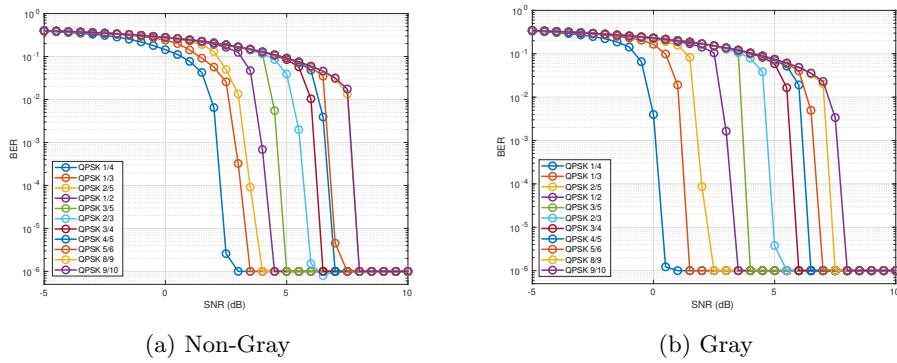 10^0
10^-1
10^-2
10^-3
10^-4
10^-5
10^-6
BER
QPSK 1/4
QPSK 1/3
QPSK 2/5
QPSK 1/2
QPSK 3/5
QPSK 2/3
QPSK 3/4
QPSK 4/5
QPSK 5/6
QPSK 8/9
QPSK 9/10
-5 0 5 10
SNR (dB)
(a) Non-Gray
10^0
10^-1
10^-2
10^-3
10^-4
10^-5
10^-6
BER
QPSK 1/4
QPSK 1/3
QPSK 2/5
QPSK 1/2
QPSK 3/5
QPSK 2/3
QPSK 3/4
QPSK 4/5
QPSK 5/6
QPSK 8/9
QPSK 9/10
-5 0 5 10
SNR (dB)
(b) Gray